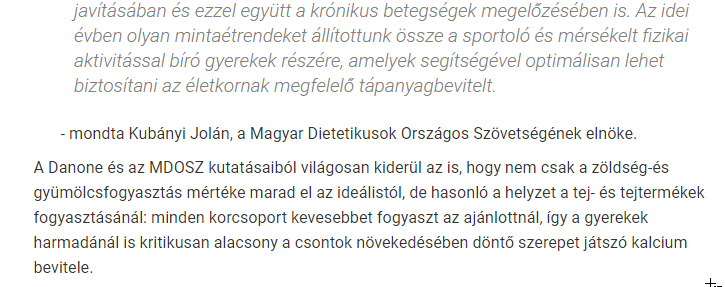 javításában és ezzel együtt a krónikus betegségek megelőzésében is. Az idei
évben olyan mintaétrendeket állítottunk össze a sportoló és mérsékelt fizikai
aktivitással bíró gyerekek részére, amelyek segítségével optimálisan lehet
biztosítani az életkornak megfelelő tápanyagbevitelt.
- mondta Kubányi Jolán, a Magyar Dietetikusok Országos Szövetségének elnöke.
A Danone és az MDOSZ kutatásaiból világosan kiderül az is, hogy nem csak a zöldség-és
gyümölcsfogyasztás mértéke marad el az ideálistól, de hasonló a helyzet a tej- és tejtermékek
fogyasztásánál: minden korcsoport kevesebbet fogyaszt az ajánlottnál, így a gyerekek
harmadánál is kritikusan alacsony a csontok növekedésében döntő szerepet játszó kalcium
bevitele.